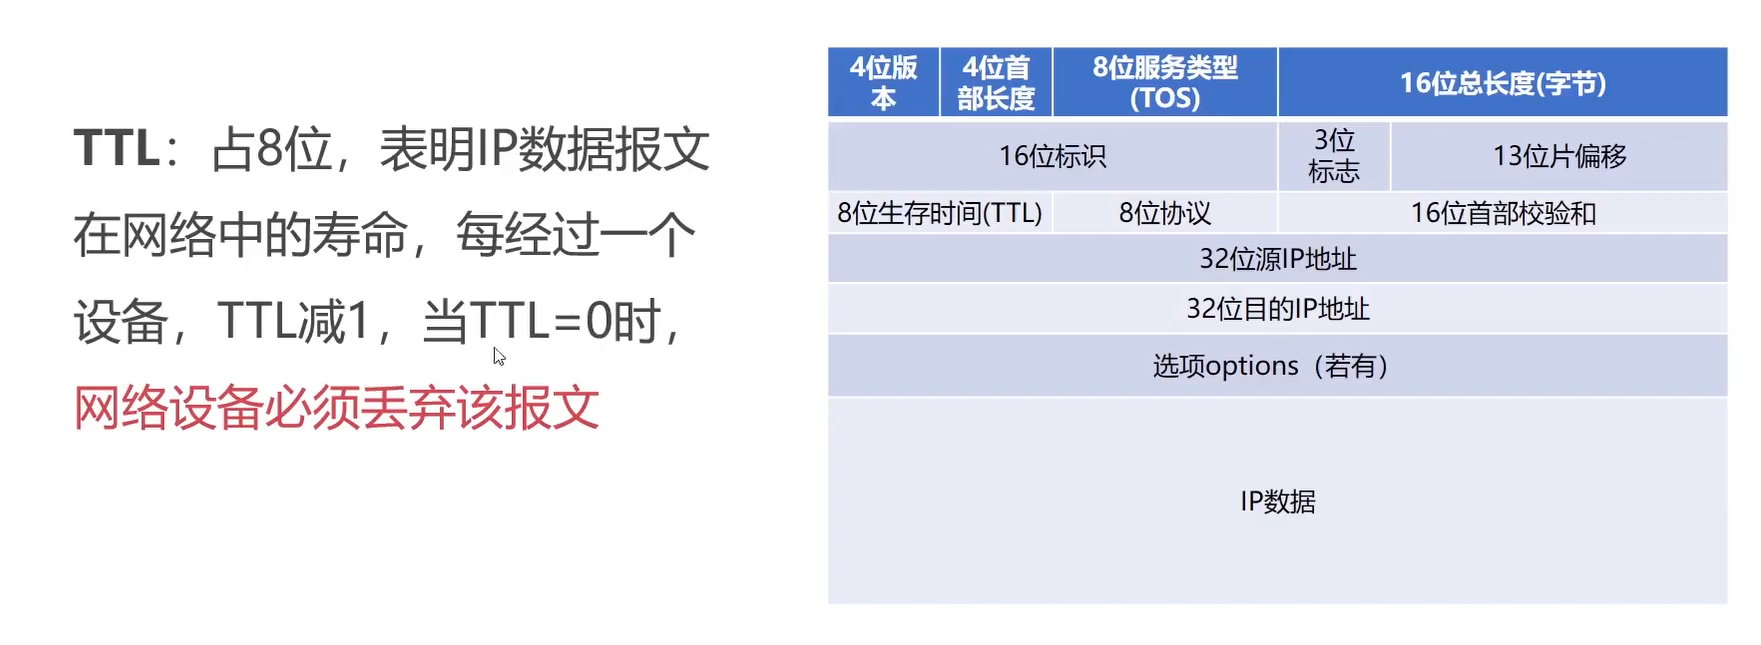 TTL：占8位，表明IP数据报文
在网络中的寿命，每经过一个
设备，TTL减1，当TTL=0时，
网络设备必须丢弃该报文
4位版
本
4位首
部长度
8位服务类型
(TOS)
16位总长度(字节)
16位标识
3位
标志
13位片偏移
8位生存时间(TTL)
8位协议
16位首部校验和
32位源IP地址
32位目的IP地址
选项options（若有）
IP数据